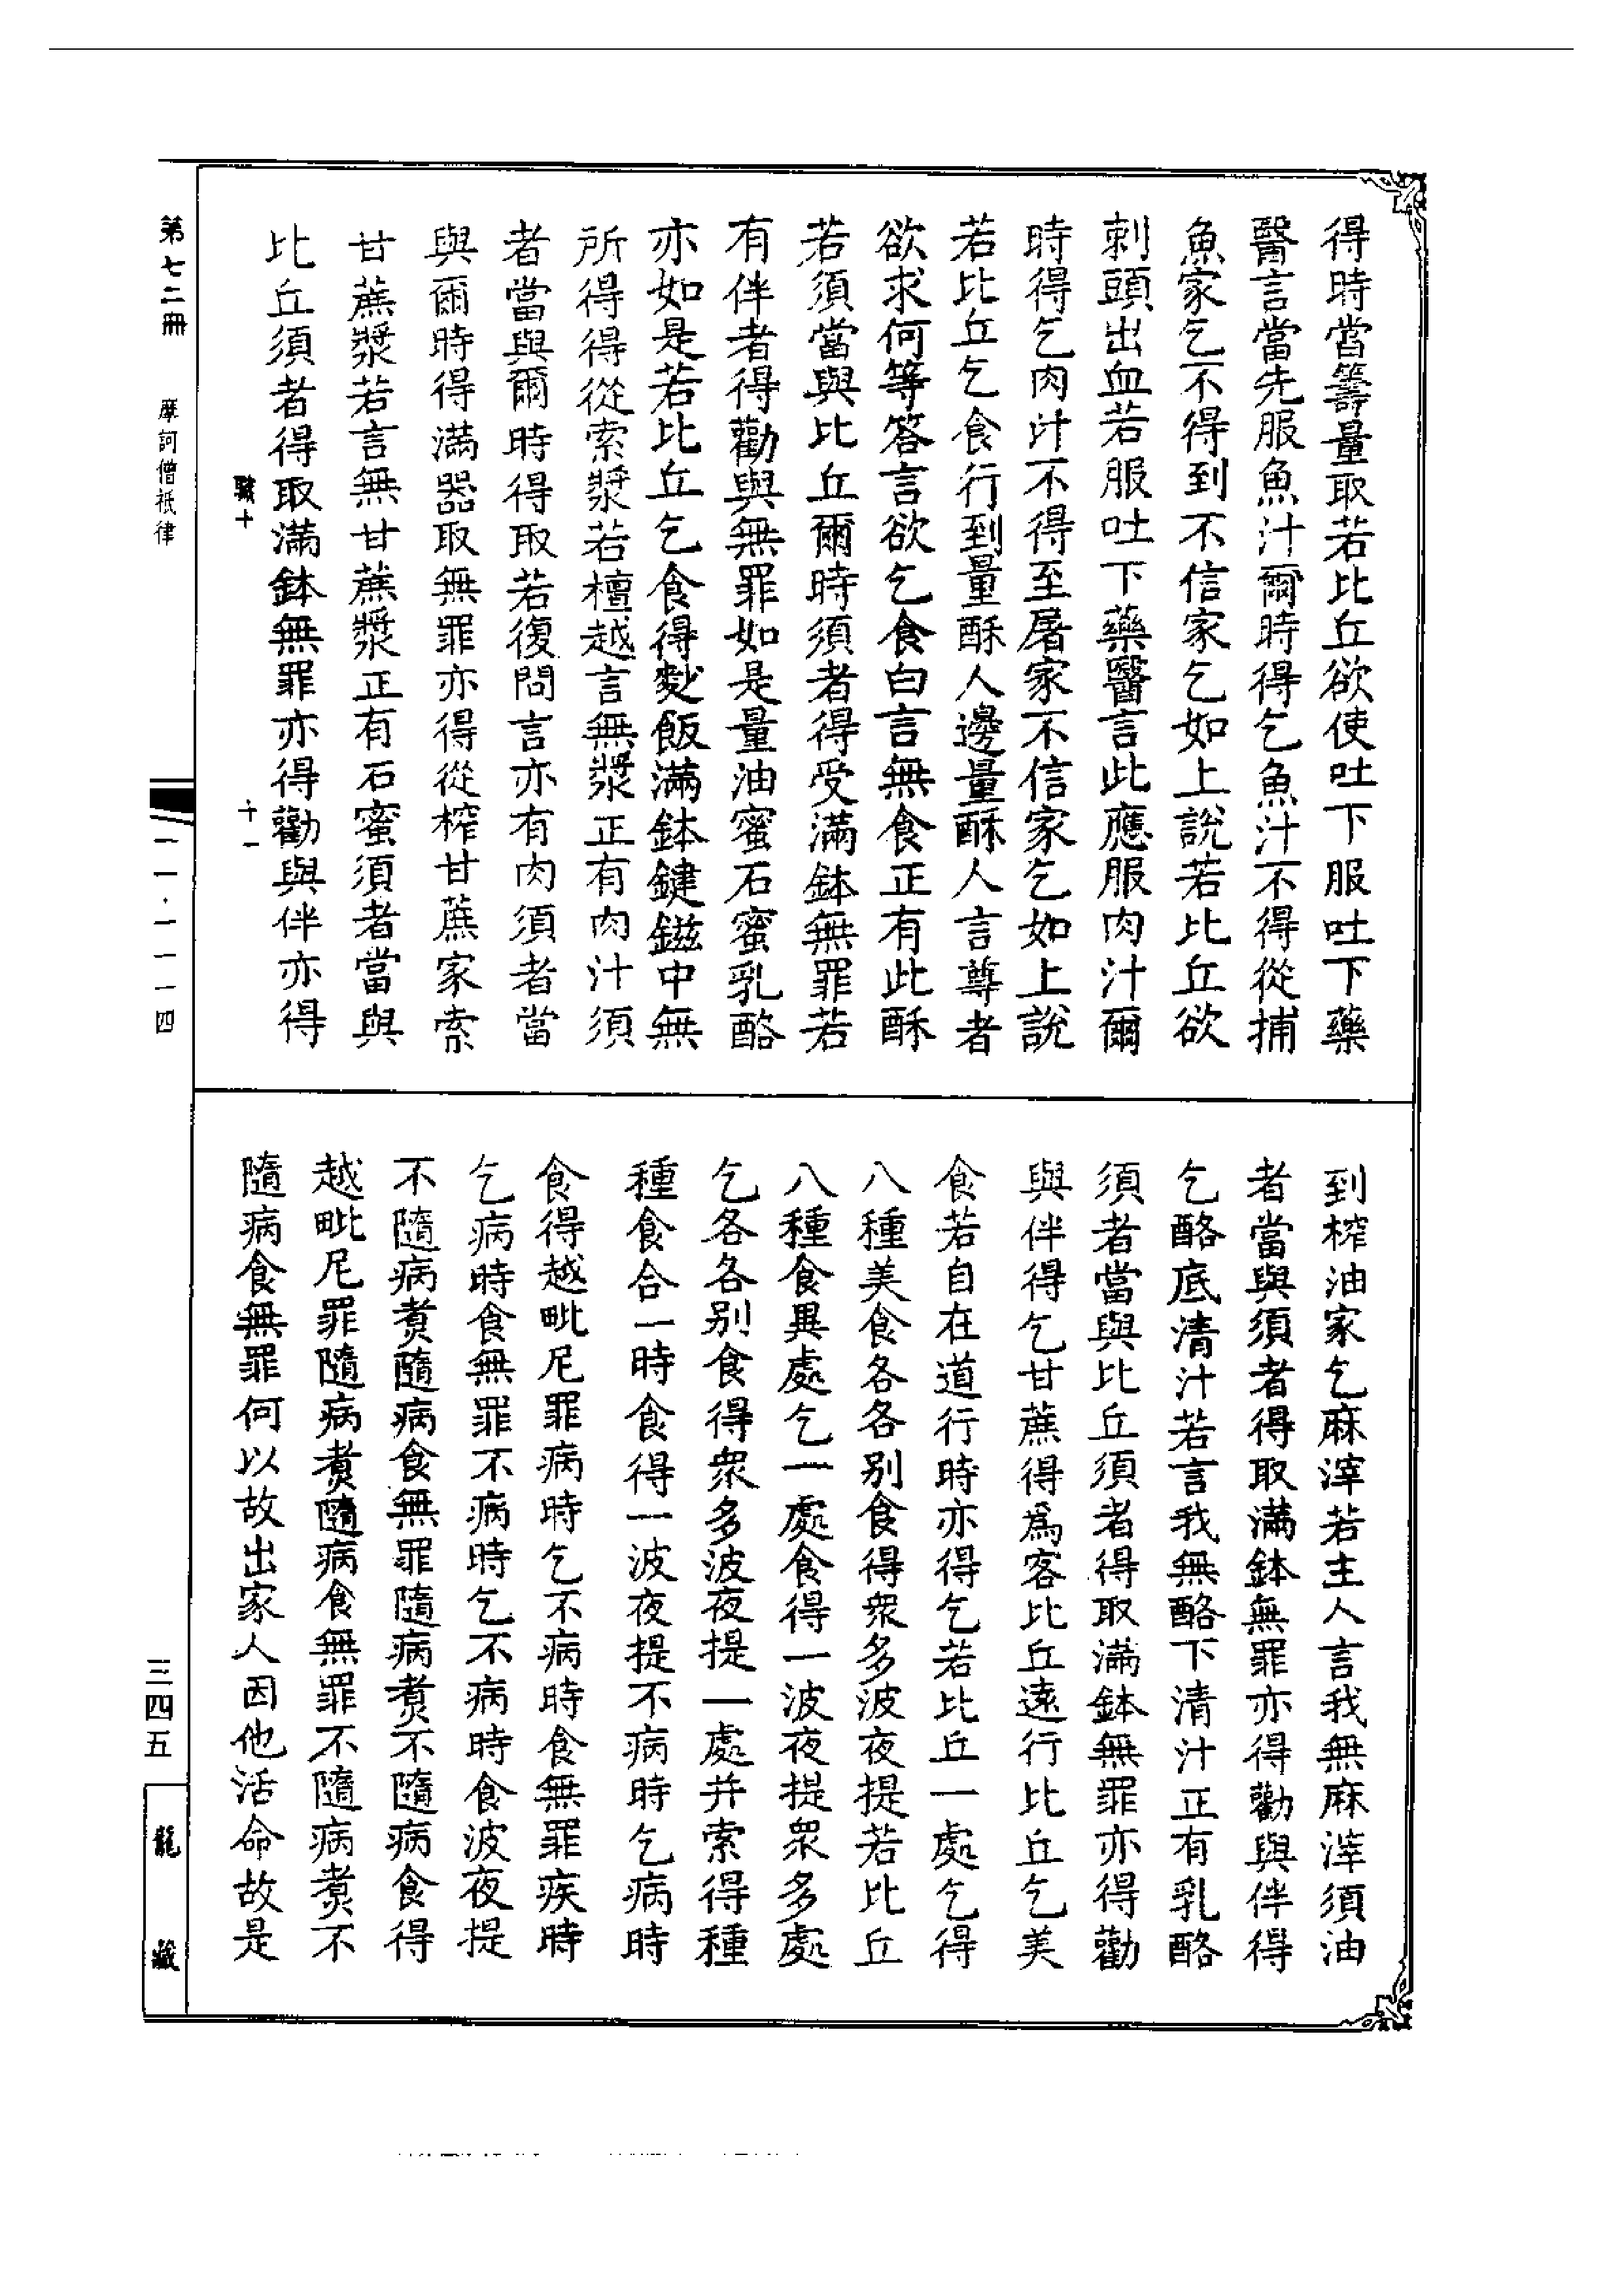 得時當籌量取若比丘欲使吐下服吐下藥
醫言當先服魚汁爾時得乞魚汁不得從捕
魚家乞不得到不信家乞如上說若比丘欲
刺頭出血若服吐下藥醫言此應服肉汁爾
時得乞肉汁不得至屠家不信家乞如上說
若比丘乞食行到量酥人邊量酥人言尊者
欲求何等答言欲乞食白言無食正有此酥
若須當與比丘爾時須者得受滿鉢無罪若
有伴者得勸與無罪如是量油蜜石蜜乳酪
亦如是若比丘乞食得麨飯滿鉢鍵鎡中無
所得得從索漿若檀越言無漿正有肉汁須
者當與爾時得取若復問言亦有肉須者當
與爾時得滿器取無罪亦得從榨甘蔗家索
甘蔗漿若言無甘蔗漿正有石蜜須者當與
比丘須者得取滿鉢無罪亦得勸與伴亦得
十一
到榨油家乞麻滓若主人言我無麻滓須油
者當與須者得取滿鉢無罪亦得勸與伴得
乞酪底清汁若言我無酪下清汁正有乳酪
須者當與比丘須者得取滿鉢無罪亦得勸
與伴得乞甘蔗得為客比丘遠行比丘乞美
食若自在道行時亦得乞若比丘一處乞得
八種美食各各別食得眾多波夜提若比丘
八種食異處乞一處食得一波夜提眾多處
乞各各別食得眾多波夜提一處并索得種
種食合一時食得一波夜提不病時乞病時
食得越毗尼罪病時乞不病時食無罪疾時
乞病時食無罪不病時乞不病時食波夜提
不隨病煑隨病食無罪隨病煑不隨病食得
越毗尼罪隨病煑隨病食無罪不隨病煑不
隨病食無罪何以故出家人因他活命故是
第七二冊
摩訶僧祇律
一一·一一一四
三四五
龍藏